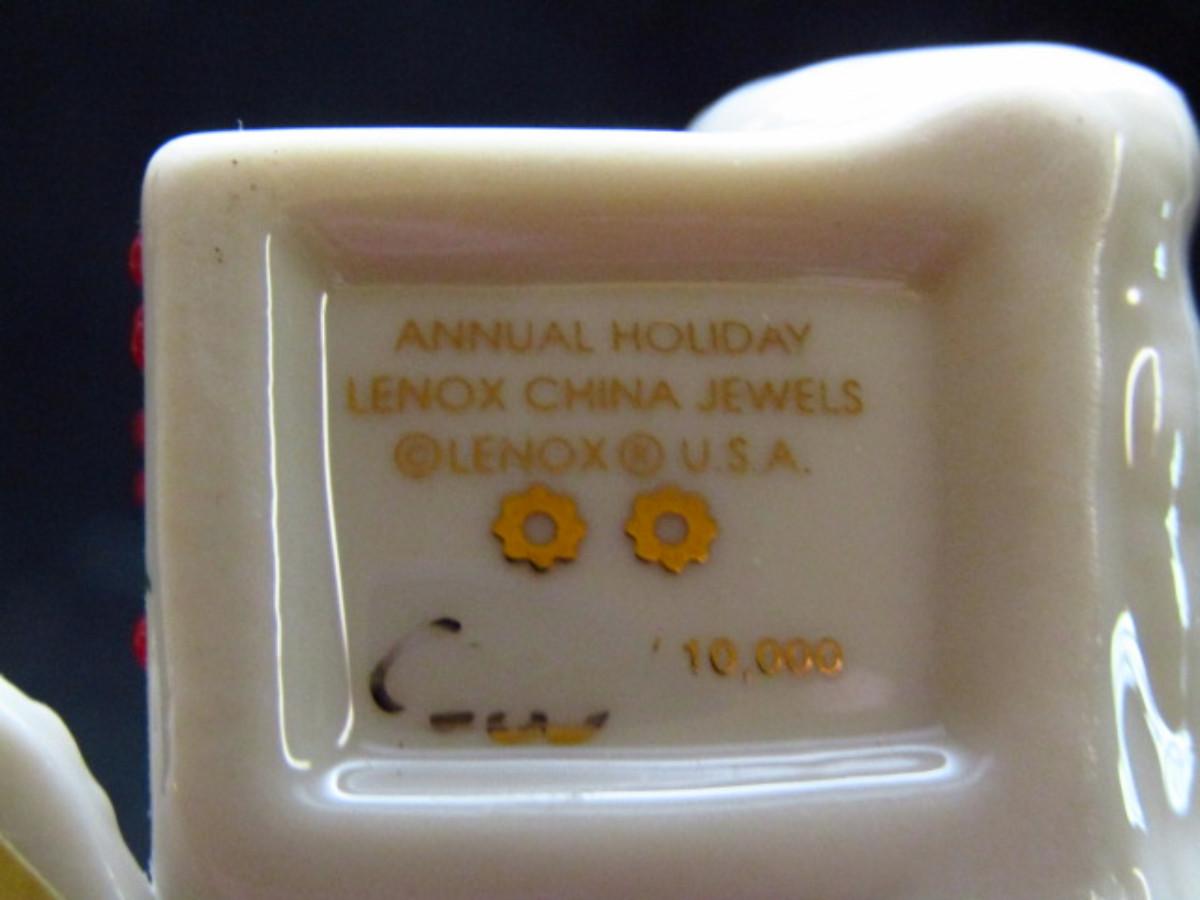 ANNUAL HOLIDAY
LENOX CHINA JEWELS
©LENOX® U.S.A.
10,000